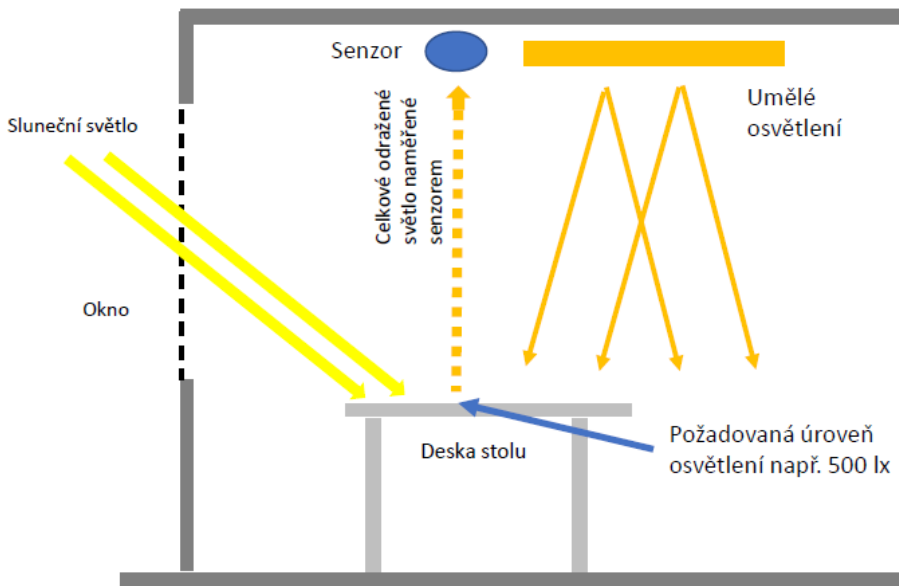 Senzor
Umělé
osvětlení
Sluneční světlo
Celkové odražené
světlo naměřené
senzorem
Okno
Deska stolu
Požadovaná úroveň
osvětlení např. 500 lx